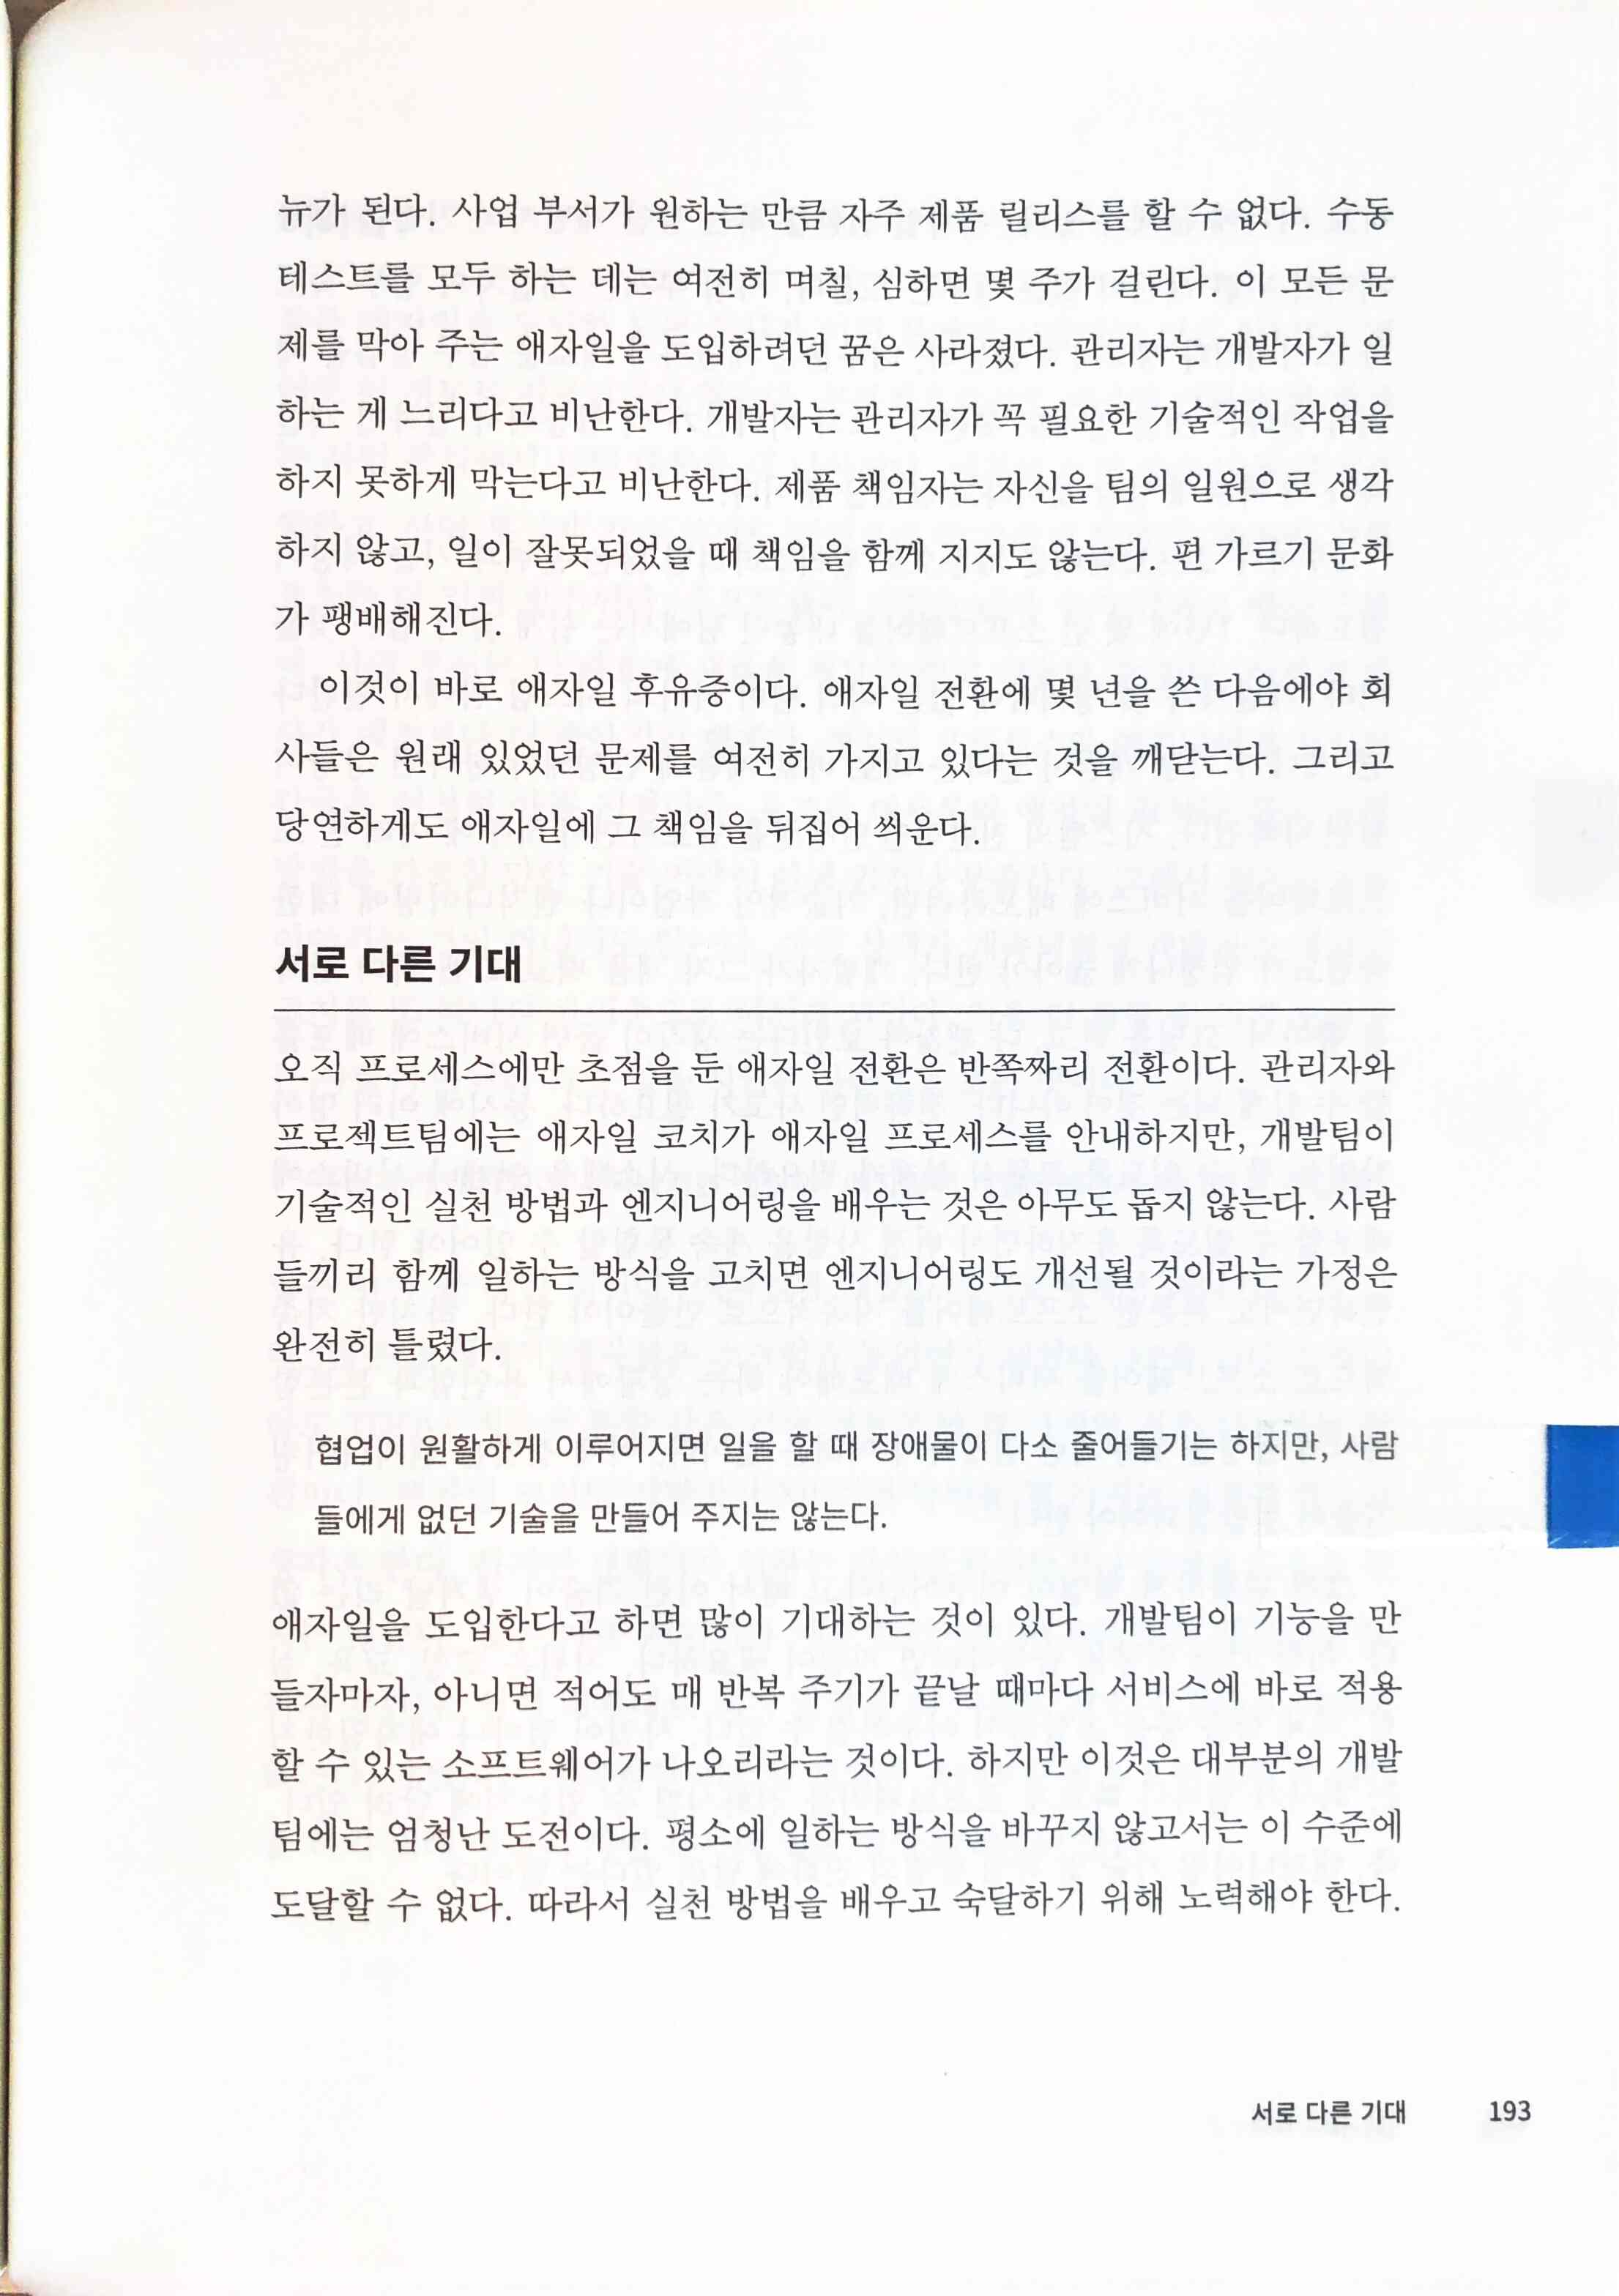 뉴가 된다. 사업 부서가 원하는 만큼 자주 제품 릴리스를 할 수 없다. 수동
테스트를 모두 하는 데는 여전히 며칠, 심하면 몇 주가 걸린다. 이 모든 문
제를 막아 주는 애자일을 도입하려던 꿈은 사라졌다. 관리자는 개발자가 일
하는 게 느리다고 비난한다. 개발자는 관리자가 꼭 필요한 기술적인 작업을
하지 못하게 막는다고 비난한다. 제품 책임자는 자신을 팀의 일원으로 생각
하지 않고, 일이 잘못되었을 때 책임을 함께 지지도 않는다. 편 가르기 문화
가 팽배해진다.
이것이 바로 애자일 후유증이다. 애자일 전환에 몇 년을 쓴 다음에야 회
사들은 원래 있었던 문제를 여전히 가지고 있다는 것을 깨닫는다. 그리고
당연하게도 애자일에 그 책임을 뒤집어 씌운다.
서로 다른 기대
오직 프로세스에만 초점을 둔 애자일 전환은 반쪽짜리 전환이다. 관리자와
프로젝트팀에는 애자일 코치가 애자일 프로세스를 안내하지만, 개발팀이
기술적인 실천 방법과 엔지니어링을 배우는 것은 아무도 돕지 않는다. 사람
들끼리 함께 일하는 방식을 고치면 엔지니어링도 개선될 것이라는 가정은
완전히 틀렸다.
협업이 원활하게 이루어지면 일을 할 때 장애물이 다소 줄어들기는 하지만, 사람
들에게 없던 기술을 만들어 주지는 않는다.
애자일을 도입한다고 하면 많이 기대하는 것이 있다. 개발팀이 기능을 만
들자마자, 아니면 적어도 매 반복 주기가 끝날 때마다 서비스에 바로 적용
할 수 있는 소프트웨어가 나오리라는 것이다. 하지만 이것은 대부분의 개발
팀에는 엄청난 도전이다. 평소에 일하는 방식을 바꾸지 않고서는 이 수준에
도달할 수 없다. 따라서 실천 방법을 배우고 숙달하기 위해 노력해야 한다.
서로 다른 기대 193